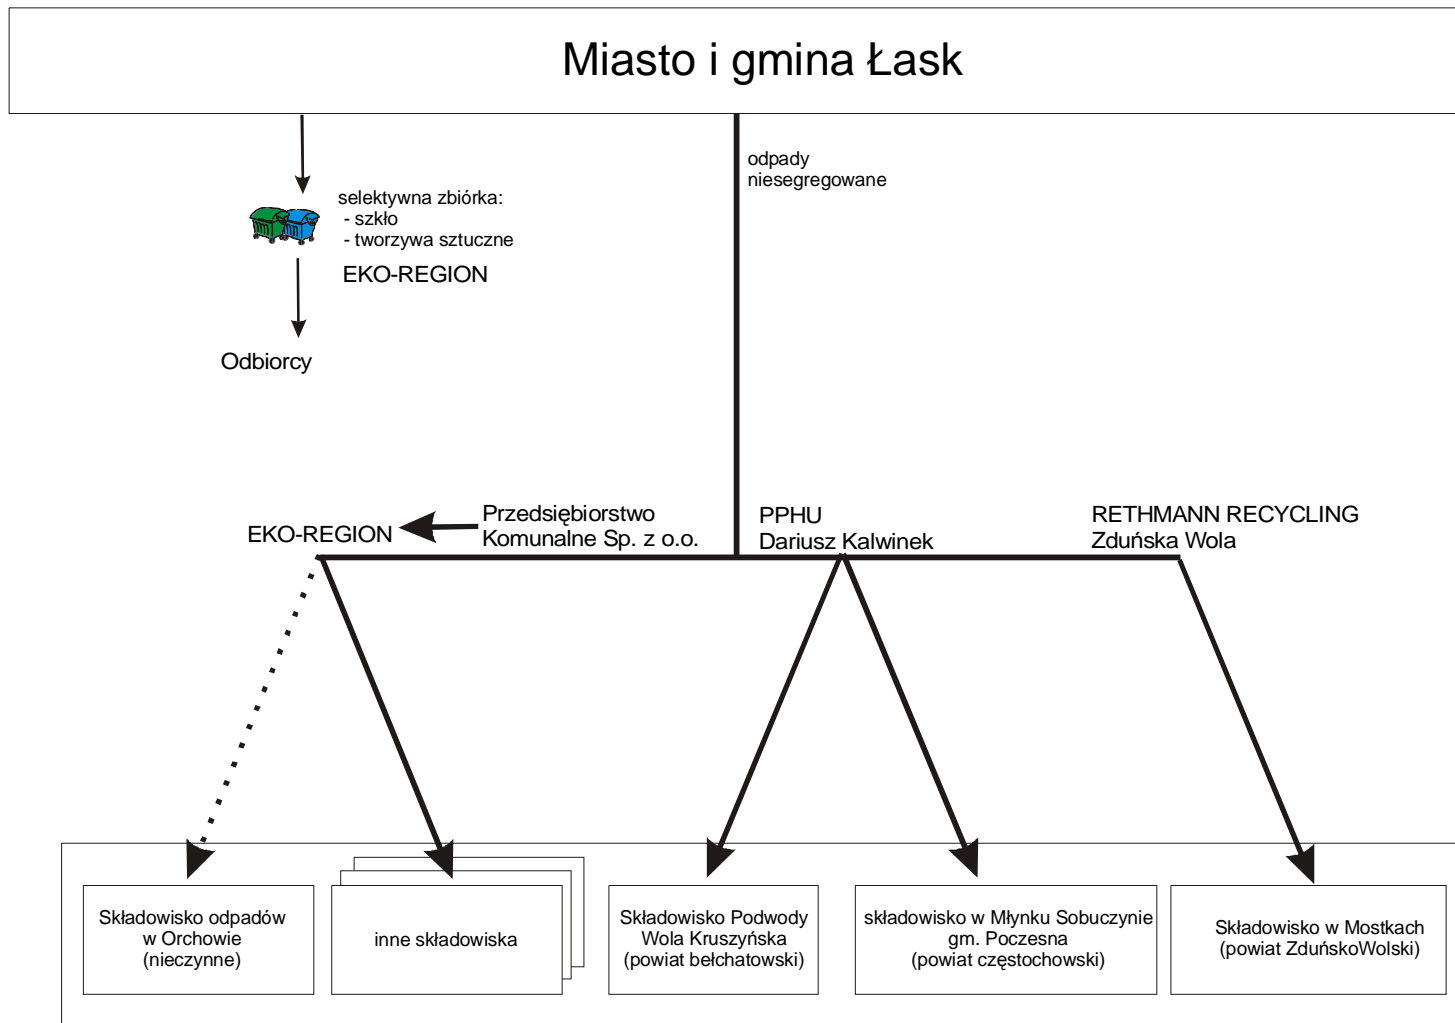 Miasto i gmina Łask
odpady
niesegregowane
selektywna zbiórka:
- szkło
- tworzywa sztuczne
EKO-REGION
Odbiorcy
EKO-REGION
Przedsiębiorstwo
Komunalne Sp. z o.o.
PPHU
Dariusz Kalwinek
RETHMANN RECYCLING
Zduńska Wola
Składowisko odpadów
w Orchowie
(nieczynne)
inne składowiska
Składowisko Podwody
Wola Kruszyńska
(powiat bełchatowski)
składowisko w Młynku Sobuczynie
gm. Poczesna
(powiat częstochowski)
Składowisko w Mostkach
(powiat ZduńskoWolski)